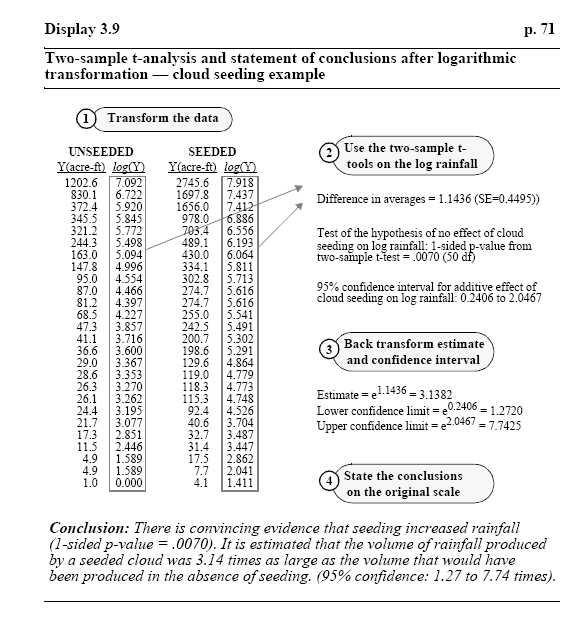 Display 3.9 p. 71
Two-sample t-analysis and statement of conclusions after logarithmic
transformation — cloud seeding example
1 Transform the data
UNSEEDED SEEDED
Y(acre-ft) log(Y) Y(acre-ft) log(Y)
1202.6 7.092 2745.6 7.918
830.1 6.722 1697.8 7.437
372.4 5.920 1656.0 7.412
345.5 5.845 978.0 6.886
321.2 5.772 703.4 6.556
244.3 5.498 489.1 6.193
163.0 5.094 430.0 6.064
147.8 4.996 334.1 5.811
95.0 4.554 302.8 5.713
87.0 4.466 274.7 5.616
81.2 4.397 274.7 5.616
68.5 4.227 255.0 5.541
47.3 3.857 242.5 5.491
41.1 3.716 200.7 5.302
36.6 3.600 198.6 5.291
29.0 3.367 129.6 4.864
28.6 3.353 119.0 4.779
26.3 3.270 118.3 4.773
26.1 3.262 115.3 4.748
24.4 3.195 92.4 4.526
21.7 3.077 40.6 3.704
17.3 2.851 32.7 3.487
11.5 2.446 31.4 3.447
4.9 1.589 17.5 2.862
4.9 1.589 7.7 2.041
1.0 0.000 4.1 1.411
2 Use the two-sample t-
tools on the log rainfall
Difference in averages = 1.1436 (SE=0.4495))
Test of the hypothesis of no effect of cloud
seeding on log rainfall: 1-sided p-value from
two-sample t-test = .0070 (50 df)
95% confidence interval for additive effect of
cloud seeding on log rainfall: 0.2406 to 2.0467
3 Back transform estimate
and confidence interval
Estimate = e1.1436 = 3.1382
Lower confidence limit = e0.2406 = 1.2720
Upper confidence limit = e2.0467 = 7.7425
4 State the conclusions
on the original scale
Conclusion: There is convincing evidence that seeding increased rainfall
(1-sided p-value = .0070). It is estimated that the volume of rainfall produced
by a seeded cloud was 3.14 times as large as the volume that would have
been produced in the absence of seeding. (95% confidence: 1.27 to 7.74 times).